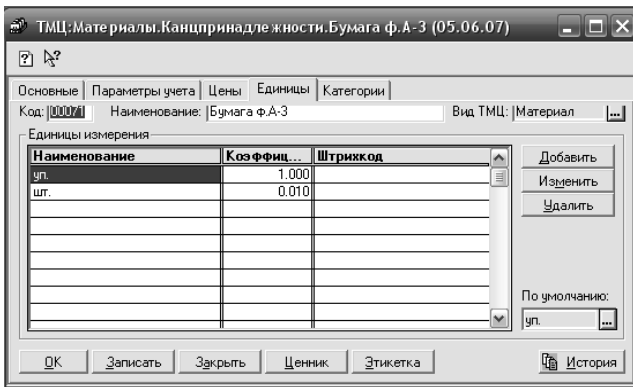 ТМЦ:Материалы.Канцпринадлежности.Бумага ф.А-3 (05.06.07)
Основные Параметры учета Цены Единицы Категории
Код: 00071 Наименование: Бумага ф.А-3 Вид ТМЦ: Материал ...
Единицы измерения
Наименование Коэффиц... Штрихкод
уп. 1.000
шт. 0.010
Добавить
Изменить
Удалить
По умолчанию:
уп. ...
OK Записать Закрыть Ценник Этикетка История